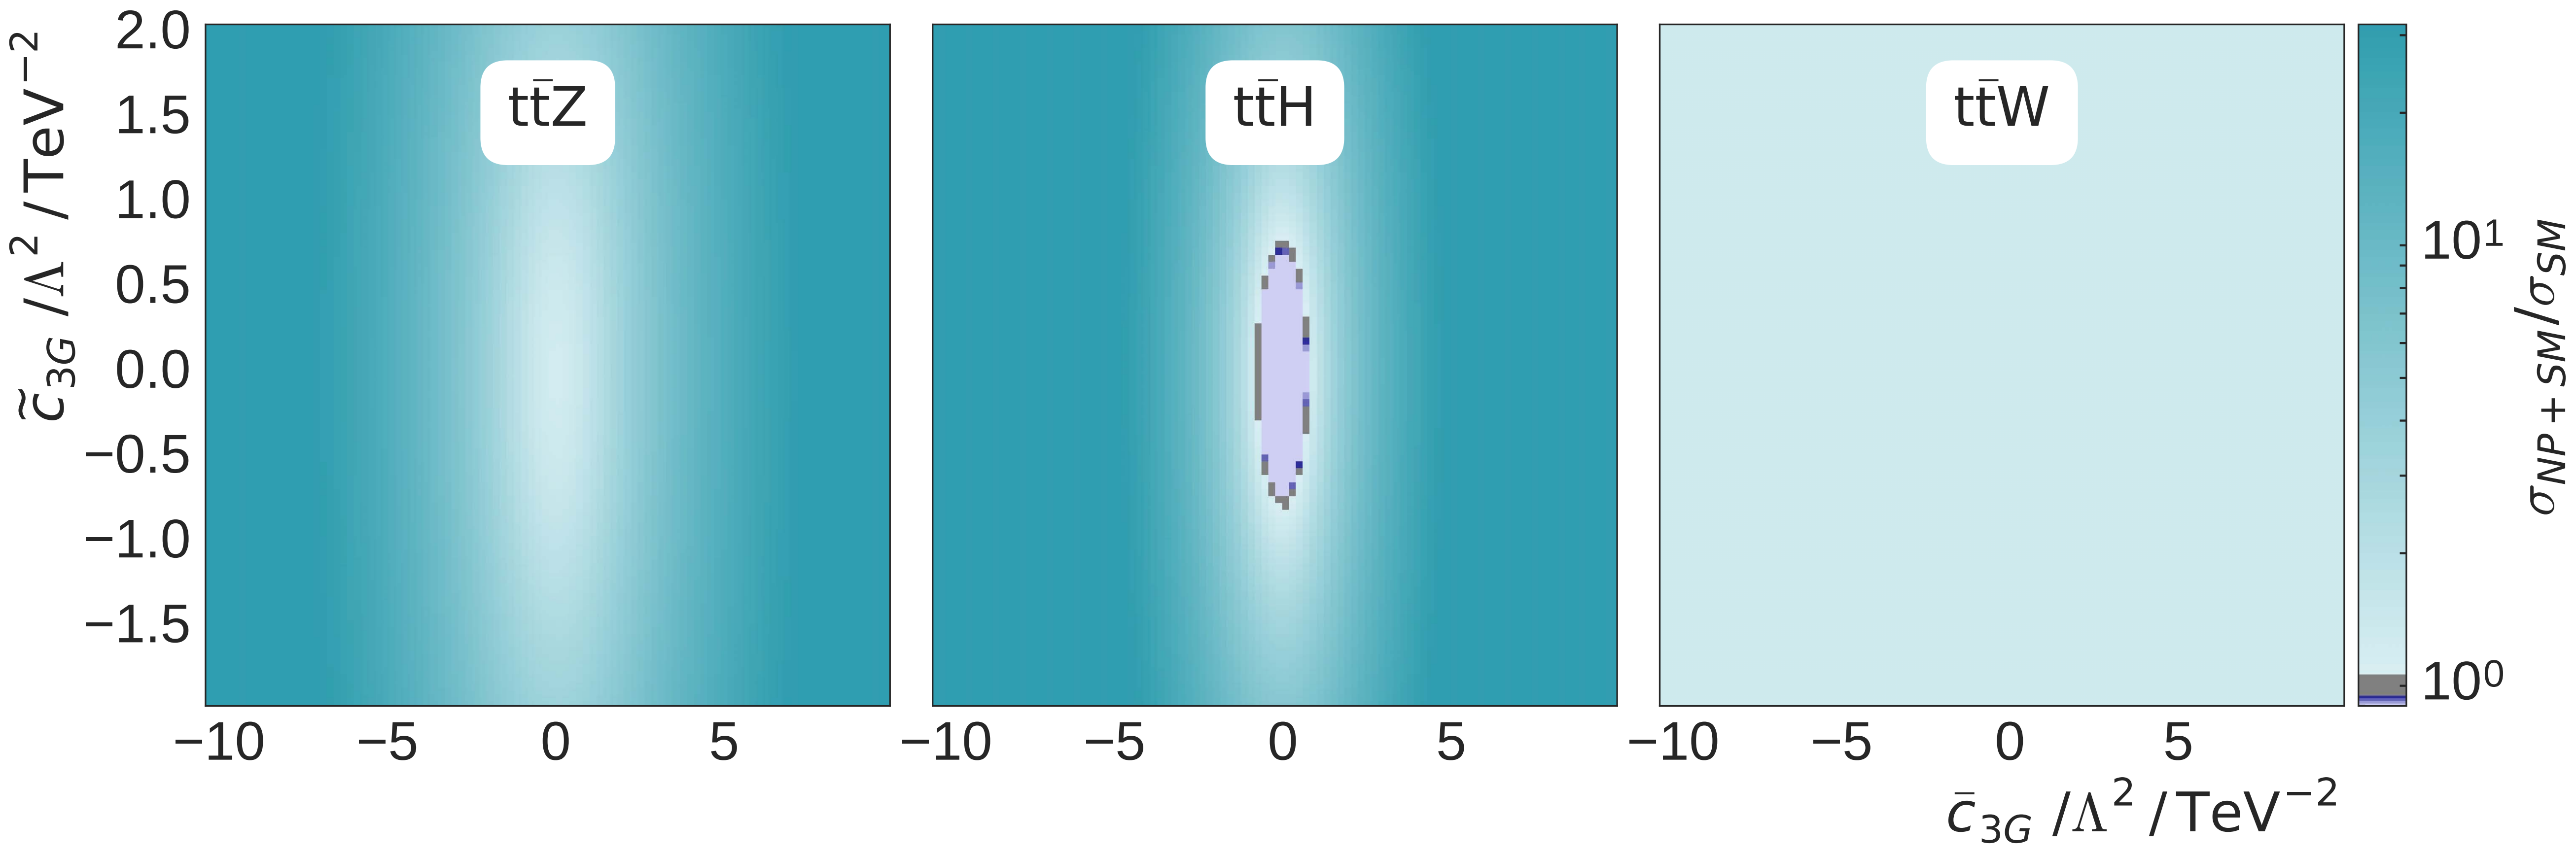 c̃₃G /Λ² / TeV⁻²
2.0
1.5
1.0
0.5
0.0
−0.5
−1.0
−1.5
tt̄Z
−10 −5 0 5
tt̄H
−10 −5 0 5
tt̄W
−10 −5 0 5
c̄₃G /Λ² / TeV⁻²
10¹
10⁰
σNP+SM/σSM